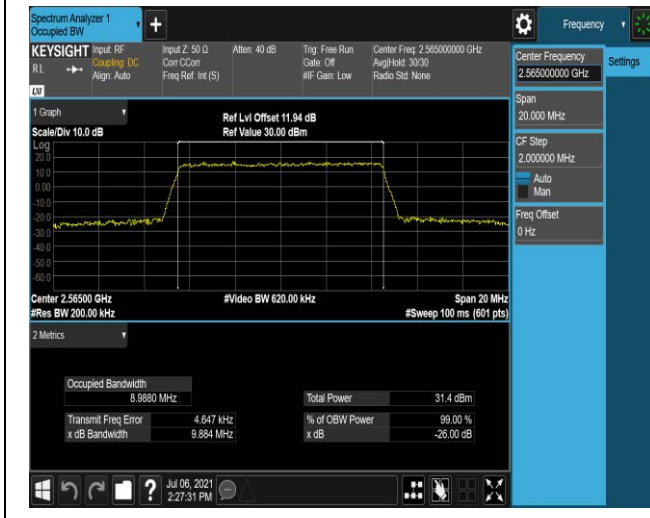 Spectrum Analyzer 1
Occupied BW
+
Frequency
KEYSIGHT
RL
LXI
Input: RF
Coupling: DC
Align: Auto
Input Z: 50 Ω
Corr CCorr
Freq Ref: Int (S)
Atten: 40 dB
Trig: Free Run
Gate: Off
#IF Gain: Low
Center Freq: 2.565000000 GHz
Avg|Hold: 30/30
Radio Std: None
Center Frequency
2.565000000 GHz
Settings
Span
20.000 MHz
CF Step
2.000000 MHz
Auto
Man
Freq Offset
0 Hz
1 Graph
Scale/Div 10.0 dB
Ref Lvl Offset 11.94 dB
Ref Value 30.00 dBm
Log
20.0
10.0
0.00
-10.0
-20.0
-30.0
-40.0
-50.0
-60.0
Center 2.56500 GHz
#Video BW 620.00 kHz
Span 20 MHz
#Res BW 200.00 kHz
#Sweep 100 ms (601 pts)
2 Metrics
Occupied Bandwidth
8.9880 MHz
Total Power 31.4 dBm
Transmit Freq Error 4.647 kHz
% of OBW Power 99.00 %
x dB Bandwidth 9.884 MHz
x dB -26.00 dB
?
Jul 06, 2021
2:27:31 PM